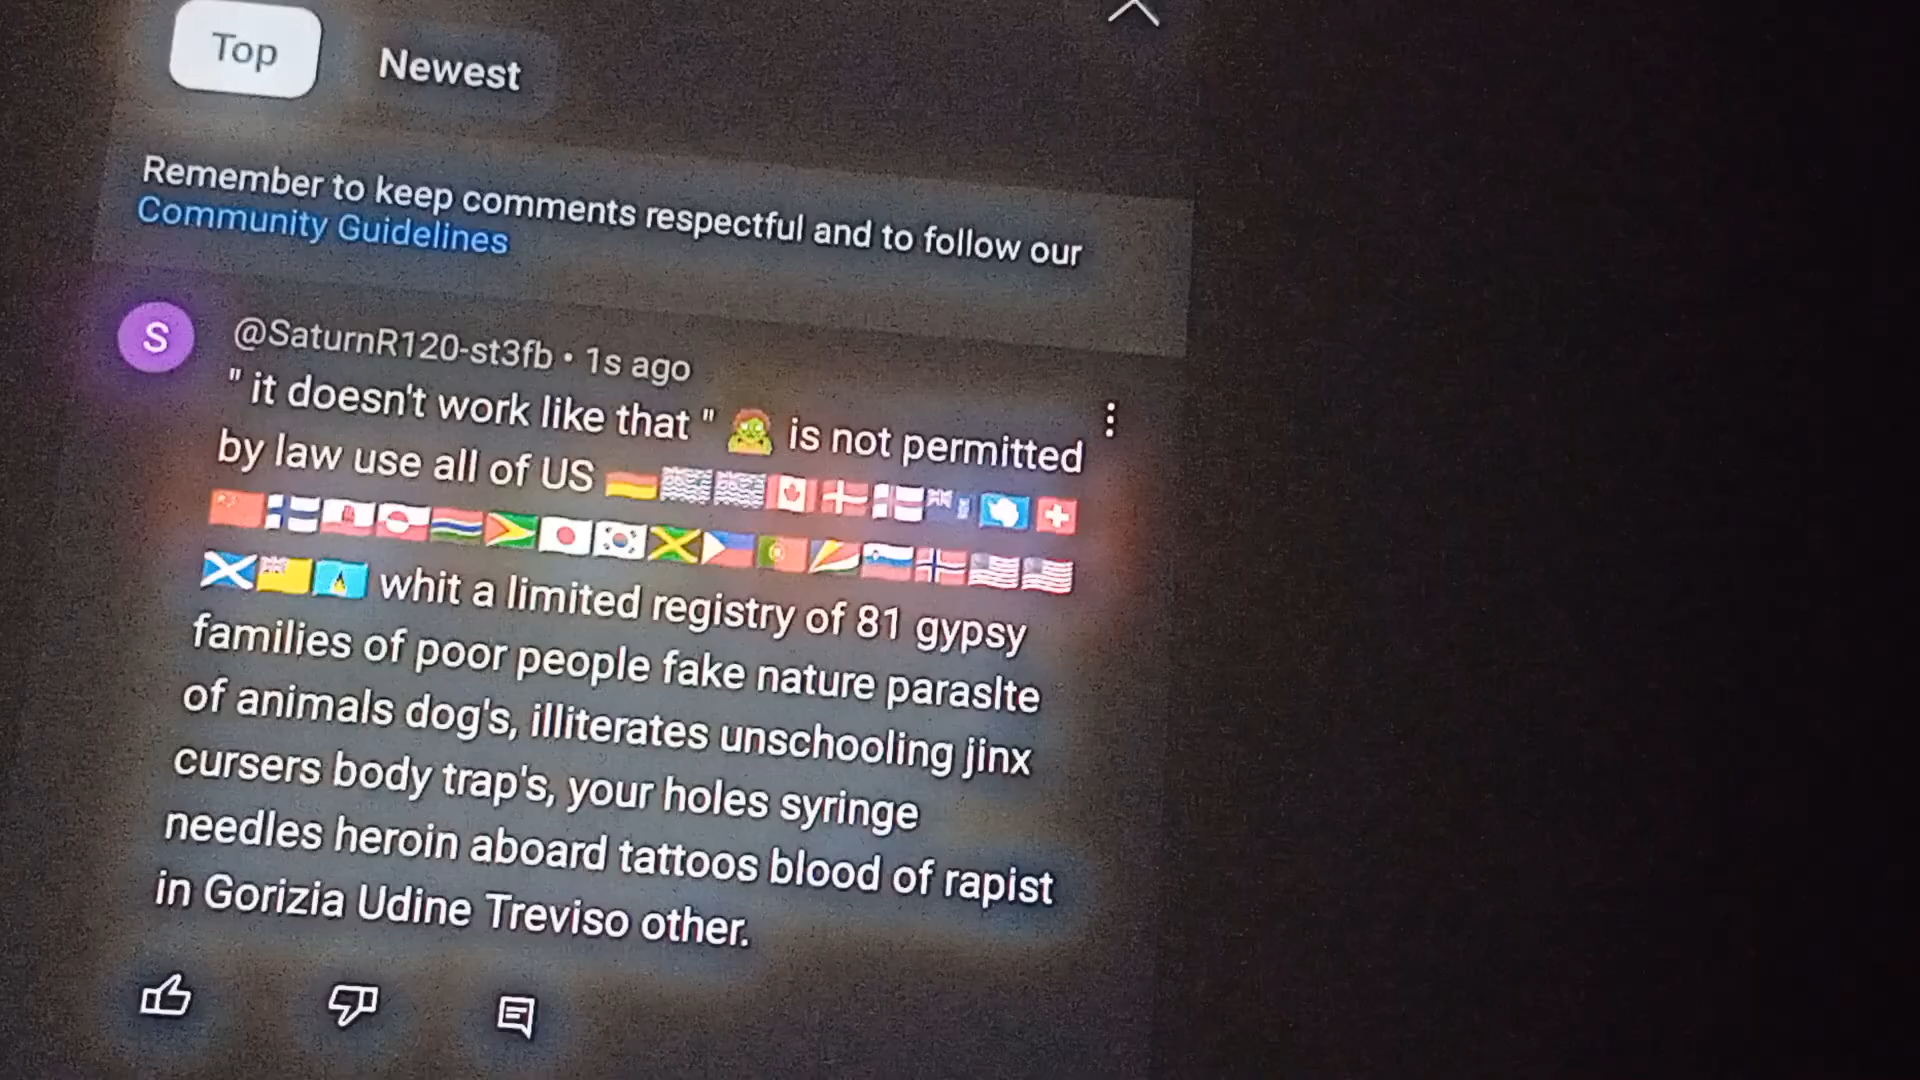 Top
Newest
Remember to keep comments respectful and to follow our
Community Guidelines
S
@SaturnR120-st3fb • 1s ago
" it doesn't work like that " 🧟 is not permitted
by law use all of US
whit a limited registry of 81 gypsy
families of poor people fake nature parasIte
of animals dog's, illiterates unschooling jinx
cursers body trap's, your holes syringe
needles heroin aboard tattoos blood of rapist
in Gorizia Udine Treviso other.